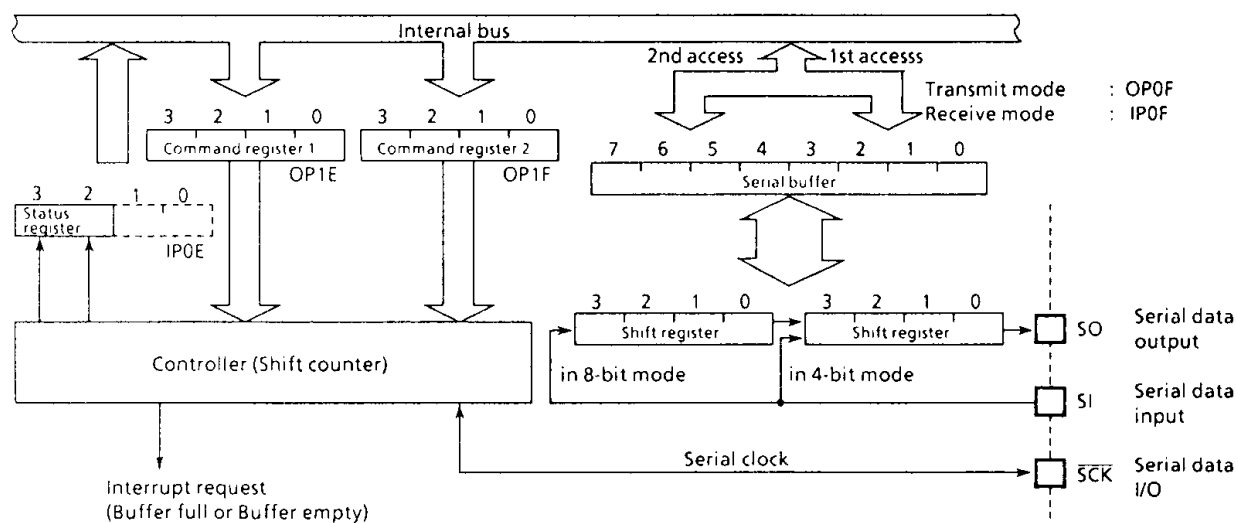 Internal bus
2nd access 1st accesss
Transmit mode : OP0F
Receive mode : IP0F
3 2 1 0
Command register 1
OP1E
3 2 1 0
Command register 2
OP1F
7 6 5 4 3 2 1 0
Serial buffer
3 2 1 0
Status
register
IP0E
3 2 1 0
Shift register
3 2 1 0
Shift register
SO Serial data
output
Controller (Shift counter)
in 8-bit mode
in 4-bit mode
SI Serial data
input
Serial clock
SCK Serial data
I/O
Interrupt request
(Buffer full or Buffer empty)